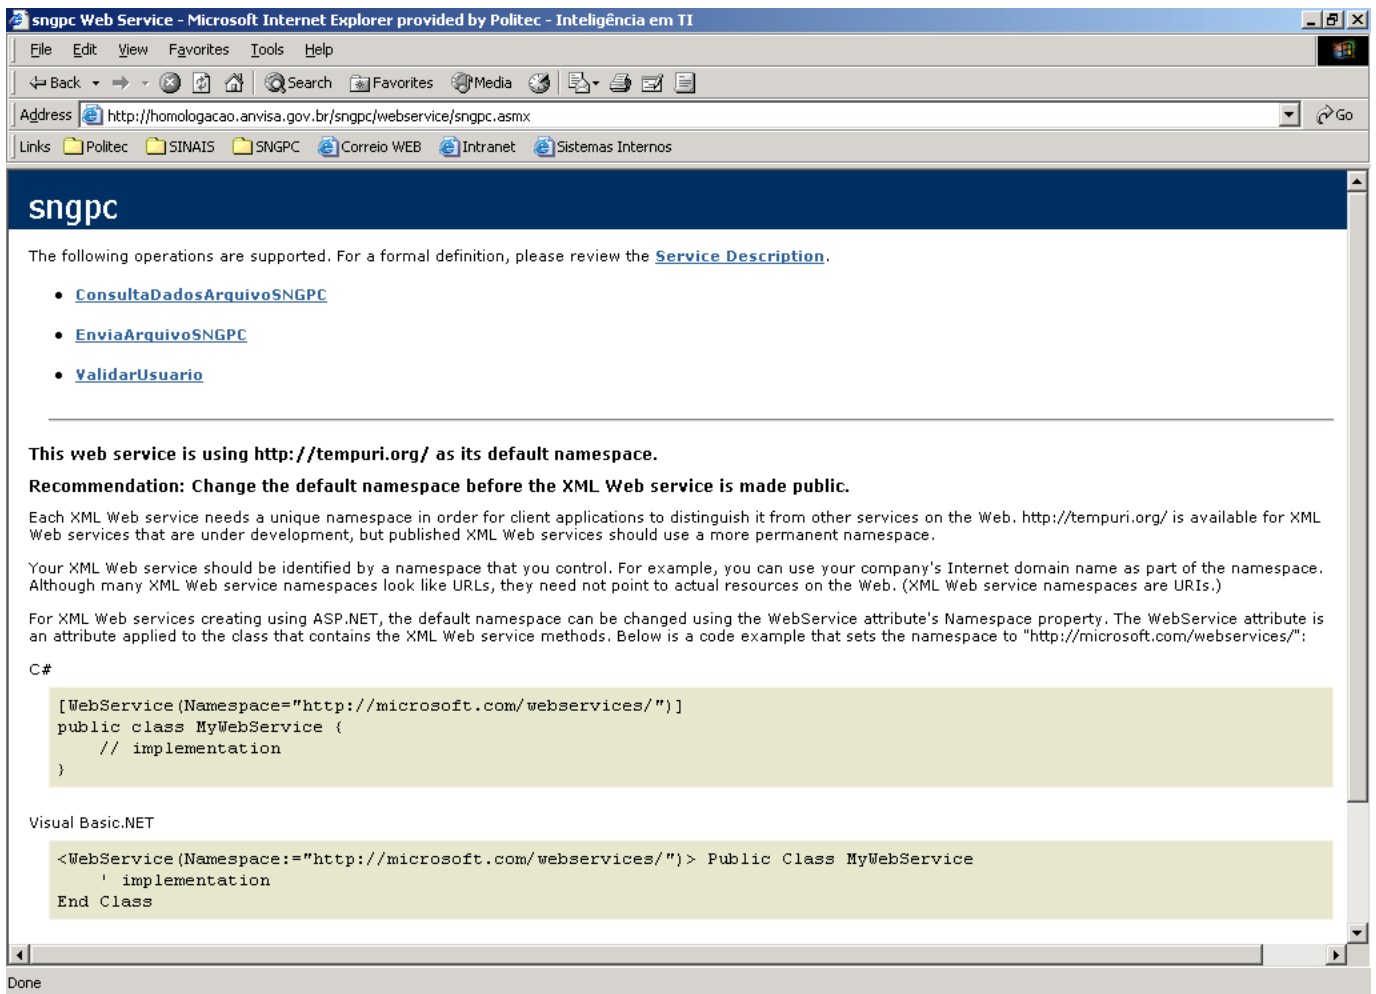 sngpc Web Service - Microsoft Internet Explorer provided by Politec - Inteligência em TI
File Edit View Favorites Tools Help
Back Search Favorites Media
Address http://homologacao.anvisa.gov.br/sngpc/webservice/sngpc.asmx Go
Links Politec SINAIS SNGPC Correio WEB Intranet Sistemas Internos
sngpc
The following operations are supported. For a formal definition, please review the Service Description.
• ConsultaDadosArquivoSNGPC
• EnviaArquivoSNGPC
• ValidarUsuario
This web service is using http://tempuri.org/ as its default namespace.
Recommendation: Change the default namespace before the XML Web service is made public.
Each XML Web service needs a unique namespace in order for client applications to distinguish it from other services on the Web. http://tempuri.org/ is available for XML
Web services that are under development, but published XML Web services should use a more permanent namespace.
Your XML Web service should be identified by a namespace that you control. For example, you can use your company's Internet domain name as part of the namespace.
Although many XML Web service namespaces look like URLs, they need not point to actual resources on the Web. (XML Web service namespaces are URIs.)
For XML Web services creating using ASP.NET, the default namespace can be changed using the WebService attribute's Namespace property. The WebService attribute is
an attribute applied to the class that contains the XML Web service methods. Below is a code example that sets the namespace to "http://microsoft.com/webservices/":
C#
[WebService(Namespace="http://microsoft.com/webservices/")]
public class MyWebService {
// implementation
}
Visual Basic.NET
<WebService(Namespace:="http://microsoft.com/webservices/")> Public Class MyWebService
' implementation
End Class
Done